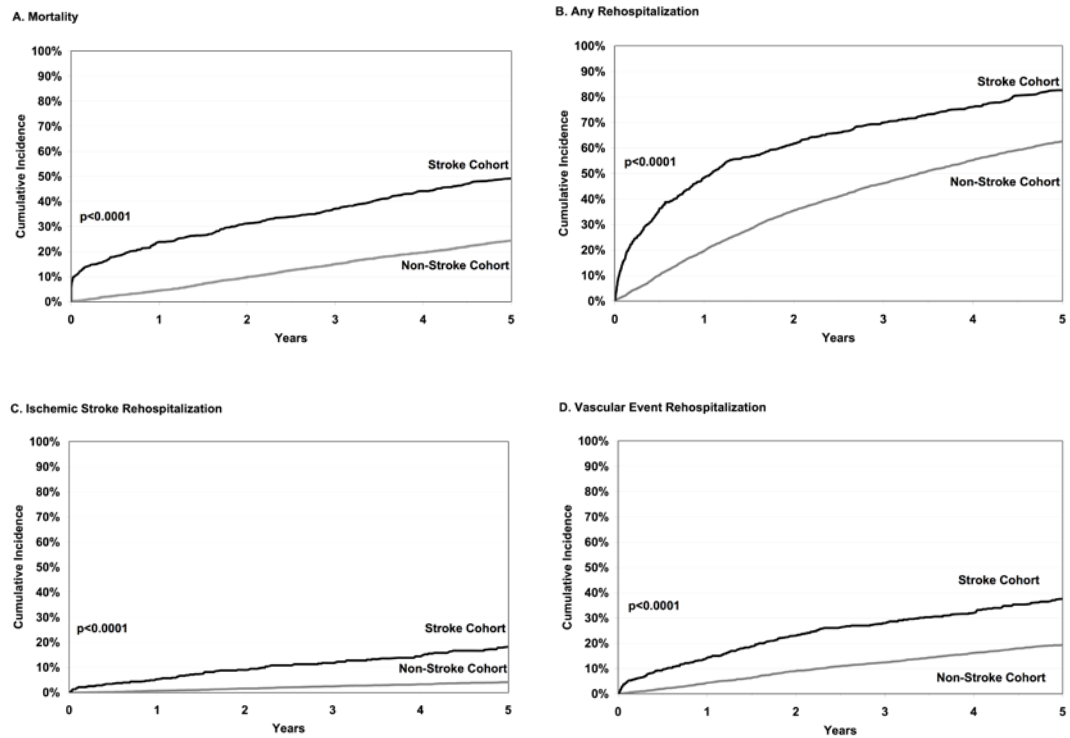 A. Mortality
100%
90%
80%
70%
60%
50%
40%
30%
20%
10%
0%
Cumulative Incidence
Stroke Cohort
p<0.0001
Non-Stroke Cohort
0 1 2 3 4 5
Years
B. Any Rehospitalization
100%
90%
80%
70%
60%
50%
40%
30%
20%
10%
0%
Cumulative Incidence
Stroke Cohort
p<0.0001
Non-Stroke Cohort
0 1 2 3 4 5
Years
C. Ischemic Stroke Rehospitalization
100%
90%
80%
70%
60%
50%
40%
30%
20%
10%
0%
Cumulative Incidence
p<0.0001
Stroke Cohort
Non-Stroke Cohort
0 1 2 3 4 5
Years
D. Vascular Event Rehospitalization
100%
90%
80%
70%
60%
50%
40%
30%
20%
10%
0%
Cumulative Incidence
Stroke Cohort
p<0.0001
Non-Stroke Cohort
0 1 2 3 4 5
Years